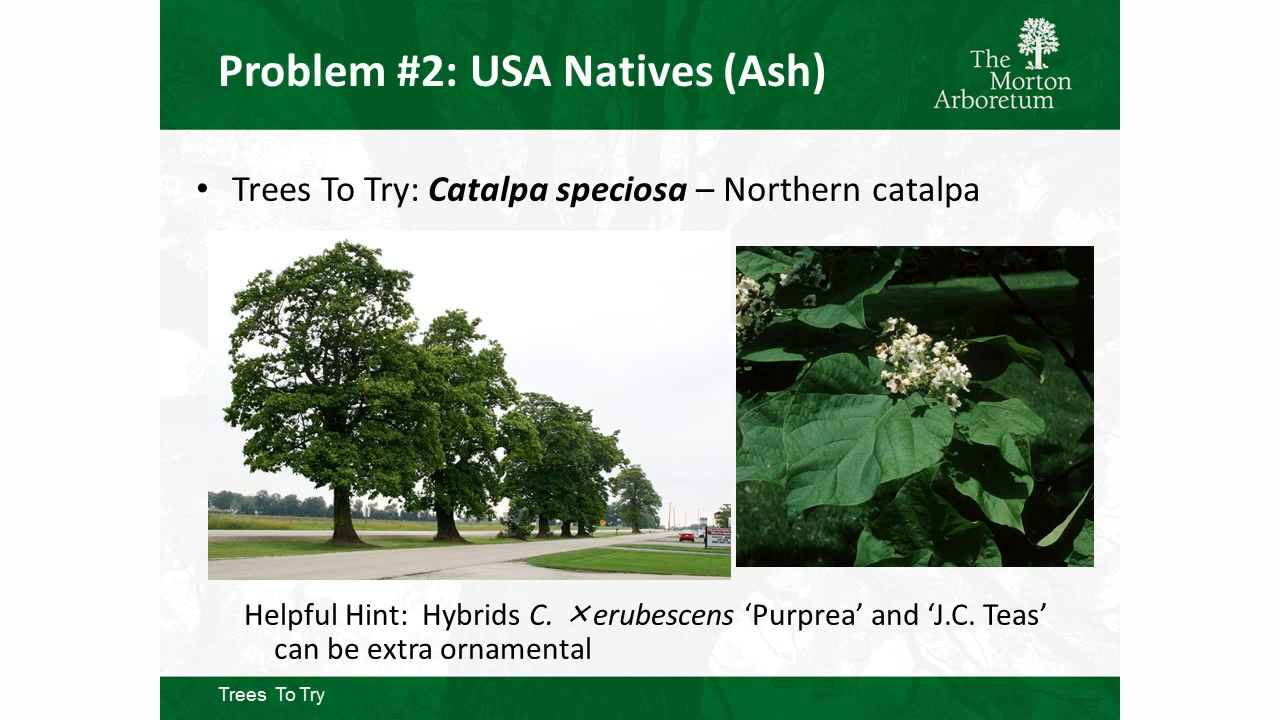 Problem #2: USA Natives (Ash)
The
Morton
Arboretum
• Trees To Try: Catalpa speciosa – Northern catalpa
Helpful Hint: Hybrids C. ×erubescens ‘Purprea’ and ‘J.C. Teas’
can be extra ornamental
Trees To Try